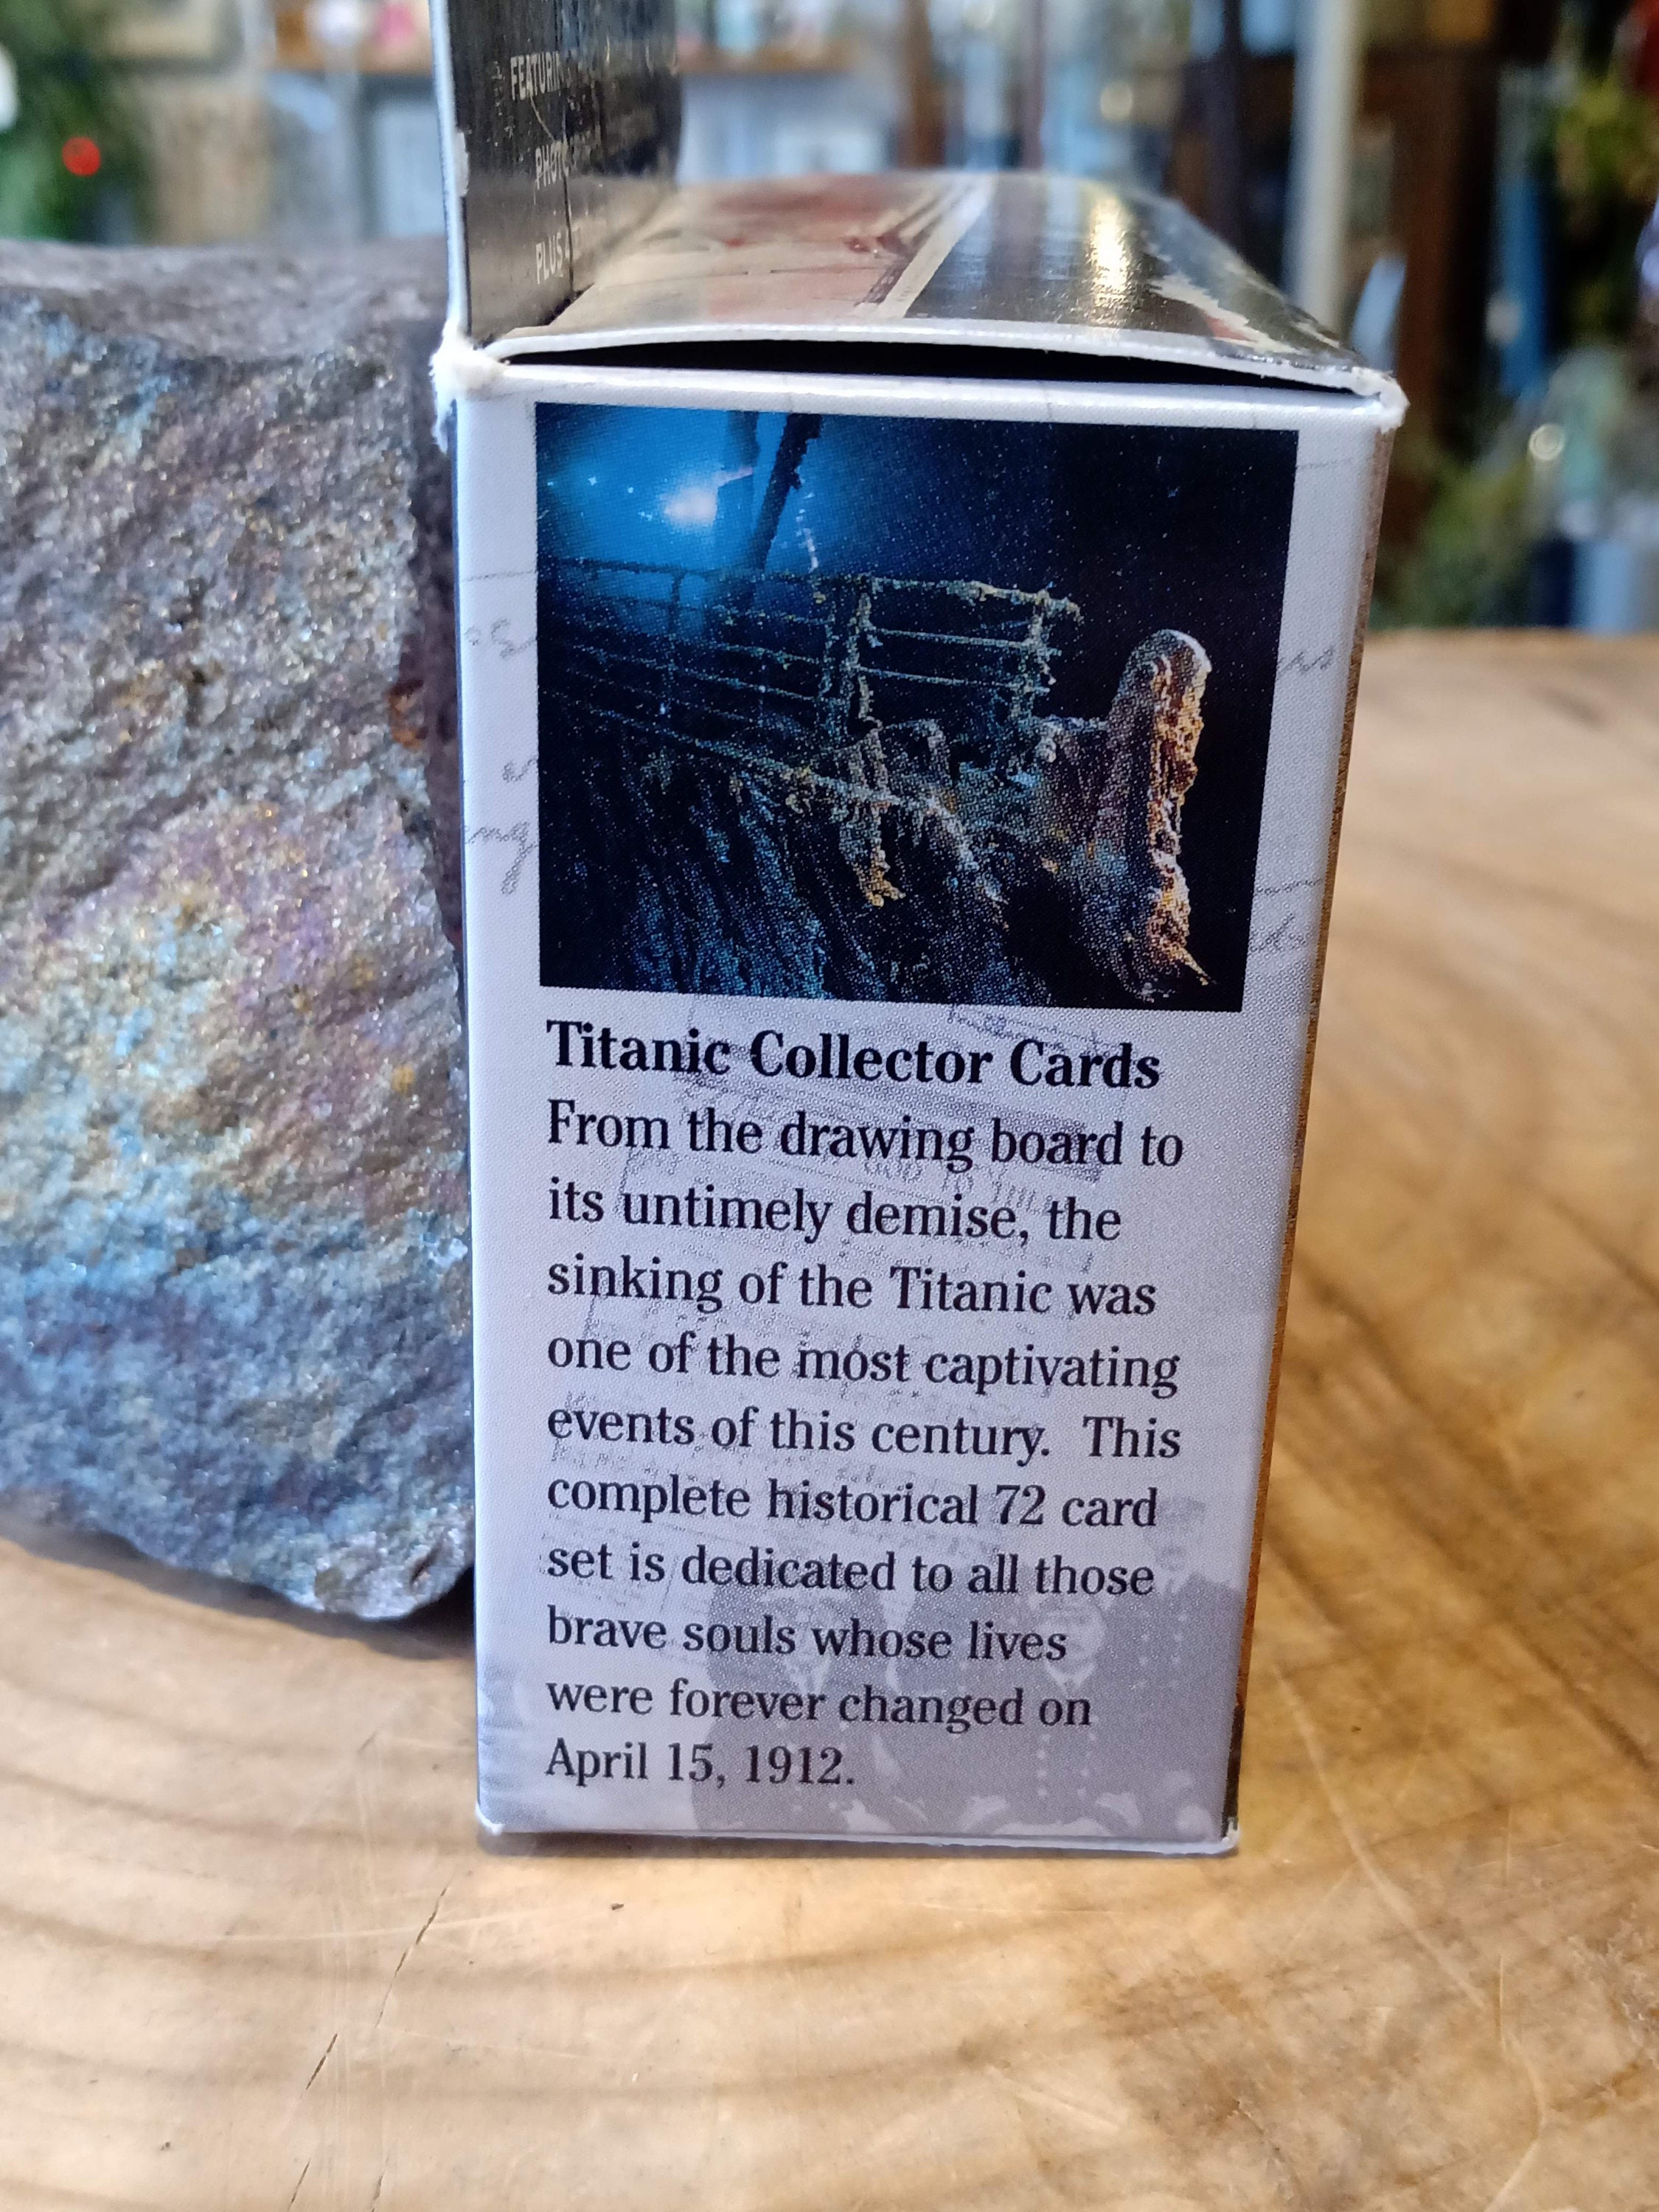 FEATURIN
PLUS
Titanic Collector Cards
From the drawing board to
its untimely demise, the
sinking of the Titanic was
one of the most captivating
events of this century. This
complete historical 72 card
set is dedicated to all those
brave souls whose lives
were forever changed on
April 15, 1912.